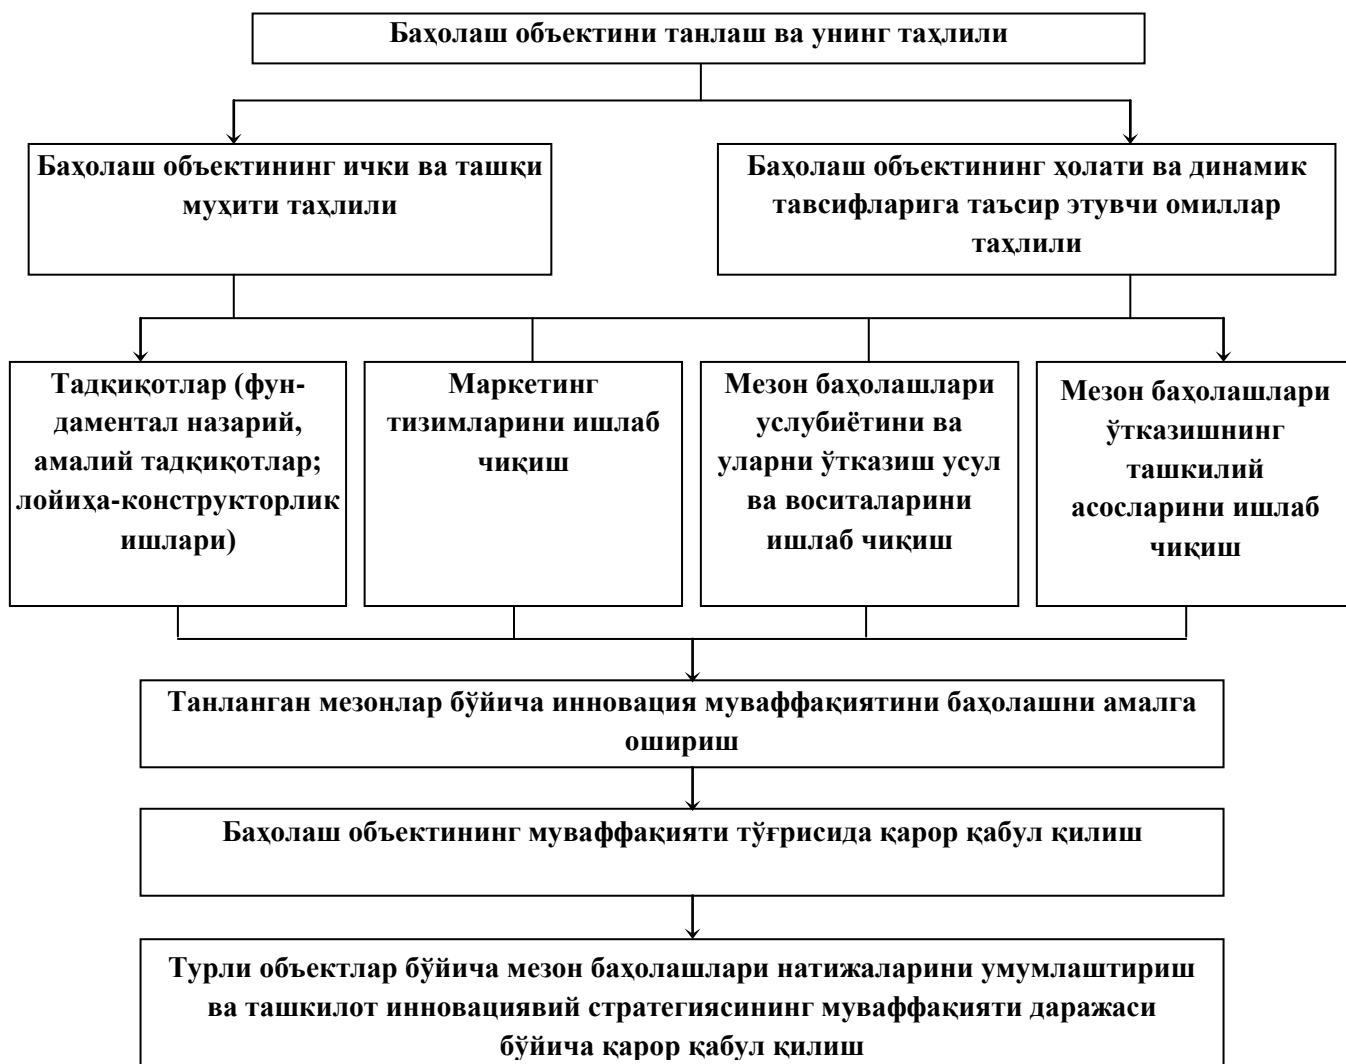 Баҳолаш объектини танлаш ва унинг таҳлили
Баҳолаш объектининг ички ва ташқи
муҳити таҳлили
Баҳолаш объектининг ҳолати ва динамик
тавсифларига таъсир этувчи омиллар
таҳлили
Тадқиқотлар (фун-
даментал назарий,
амалий тадқиқотлар;
лойиҳа-конструкторлик
ишлари)
Маркетинг
тизимларини ишлаб
чиқиш
Мезон баҳолашлари
услубиётини ва
уларни ўтказиш усул
ва воситаларини
ишлаб чиқиш
Мезон баҳолашлари
ўтказишнинг
ташкилий
асосларини ишлаб
чиқиш
Танланган мезонлар бўйича инновация муваффақиятини баҳолашни амалга
ошириш
Баҳолаш объектининг муваффақияти тўғрисида қарор қабул қилиш
Турли объектлар бўйича мезон баҳолашлари натижаларини умумлаштириш
ва ташкилот инновациявий стратегиясининг муваффақияти даражаси
бўйича қарор қабул қилиш